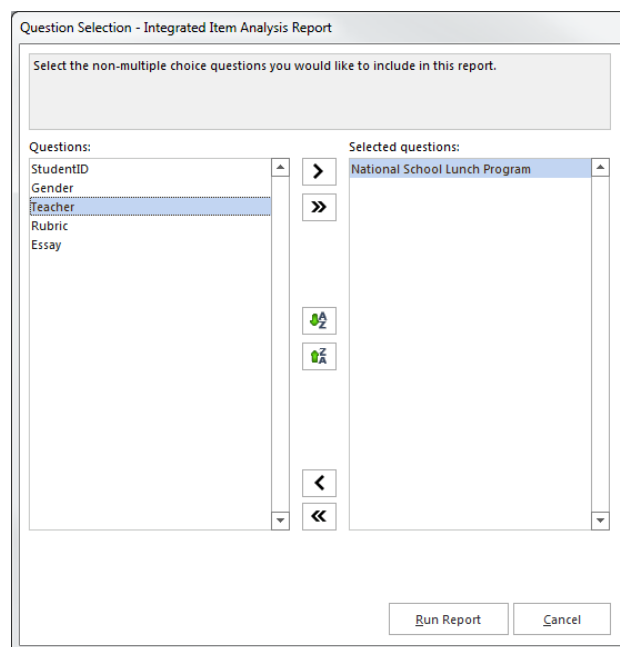 Question Selection - Integrated Item Analysis Report
Select the non-multiple choice questions you would like to include in this report.
Questions:
Selected questions:
StudentID
National School Lunch Program
Gender
Teacher
Rubric
Essay
A
Z
Z
A
Run Report
Cancel